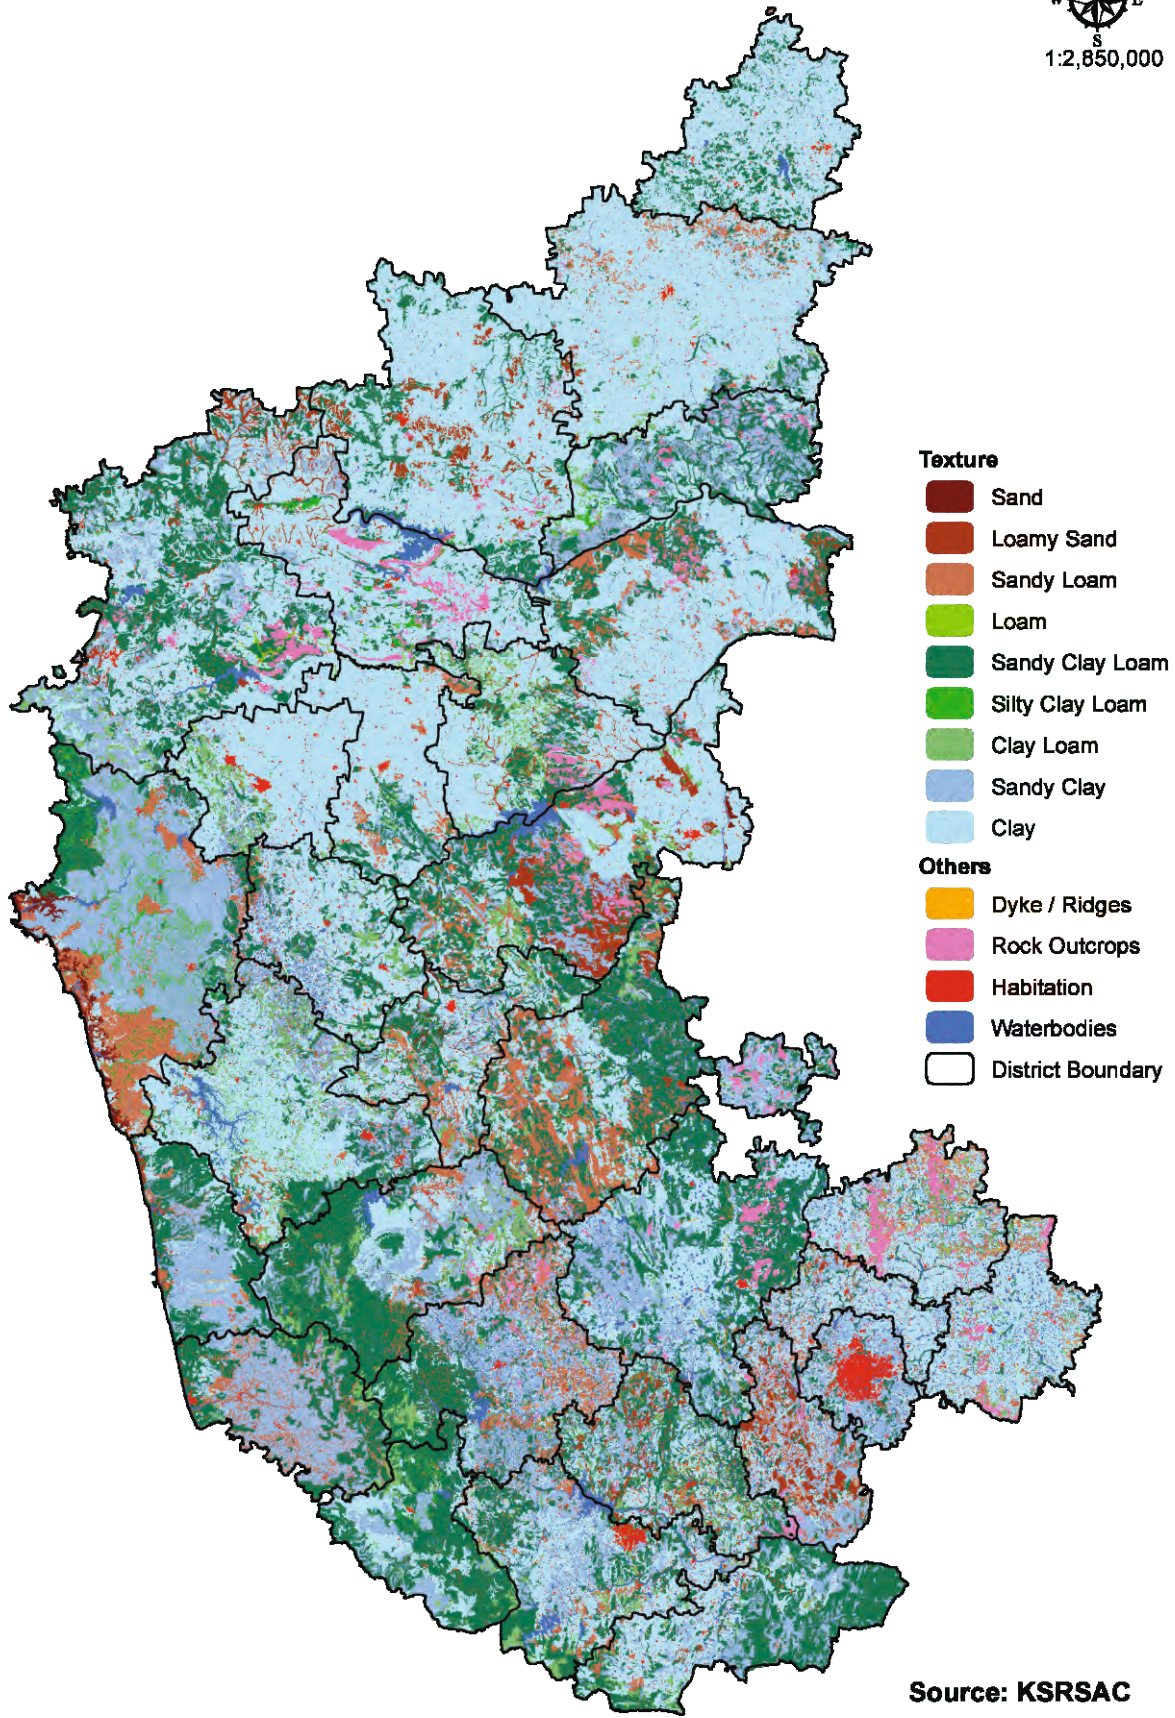 W E
S
1:2,850,000
Texture
Sand
Loamy Sand
Sandy Loam
Loam
Sandy Clay Loam
Silty Clay Loam
Clay Loam
Sandy Clay
Clay
Others
Dyke / Ridges
Rock Outcrops
Habitation
Waterbodies
District Boundary
Source: KSRSAC